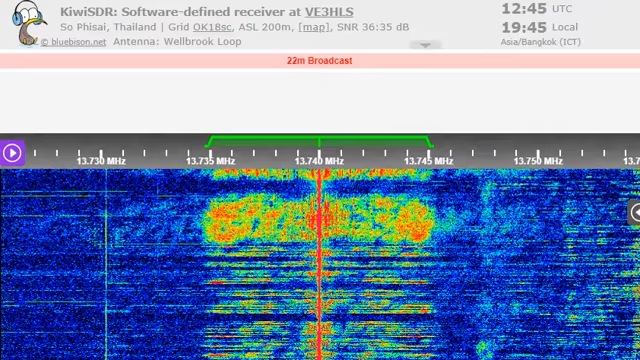 KiwiSDR: Software-defined receiver at VE3HLS
So Phisai, Thailand | Grid OK18sc, ASL 200m, [map], SNR 36:35 dB
© bluebison.net Antenna: Wellbrook Loop
12:45 UTC
19:45 Local
Asia/Bangkok (ICT)
22m Broadcast
13.730 MHz 13.735 MHz 13.740 MHz 13.745 MHz 13.750 MHz 13.7